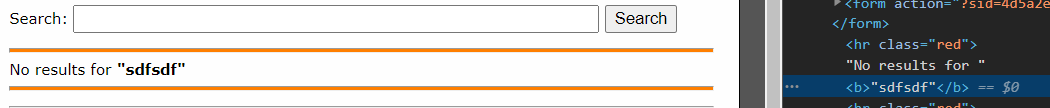 Search: Search
No results for "sdfsdf"
<form action="?sid=4d5a2e
</form>
<hr class="red">
"No results for "
<b>"sdfsdf"</b> == $0